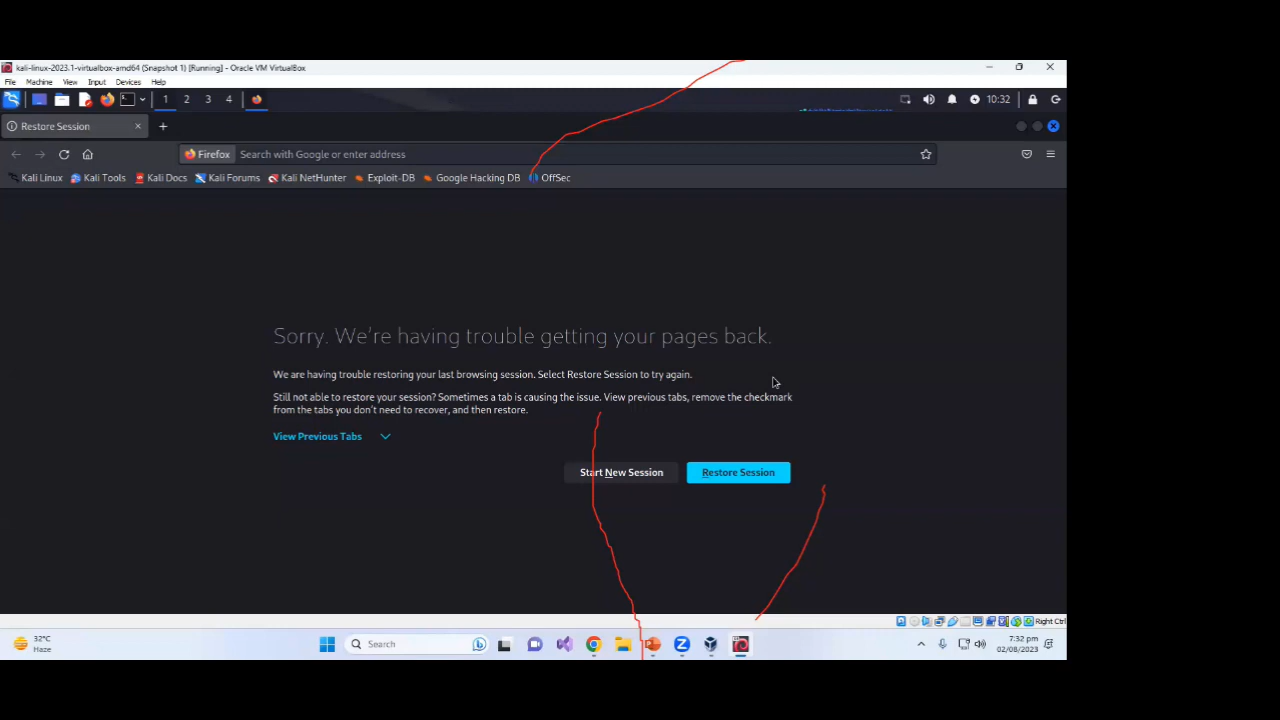 kali-linux-2023.1-virtualbox-amd64 (Snapshot 1) [Running] - Oracle VM VirtualBox
File Machine View Input Devices Help
1 2 3 4 10:32
Restore Session
Firefox Search with Google or enter address
Kali Linux Kali Tools Kali Docs Kali Forums Kali NetHunter Exploit-DB Google Hacking DB OffSec
Sorry. We're having trouble getting your pages back.
We are having trouble restoring your last browsing session. Select Restore Session to try again.
Still not able to restore your session? Sometimes a tab is causing the issue. View previous tabs, remove the checkmark
from the tabs you don't need to recover, and then restore.
View Previous Tabs
Start New Session Restore Session
Right Ctrl
32°C
Haze
Search
7:32 pm
02/08/2023